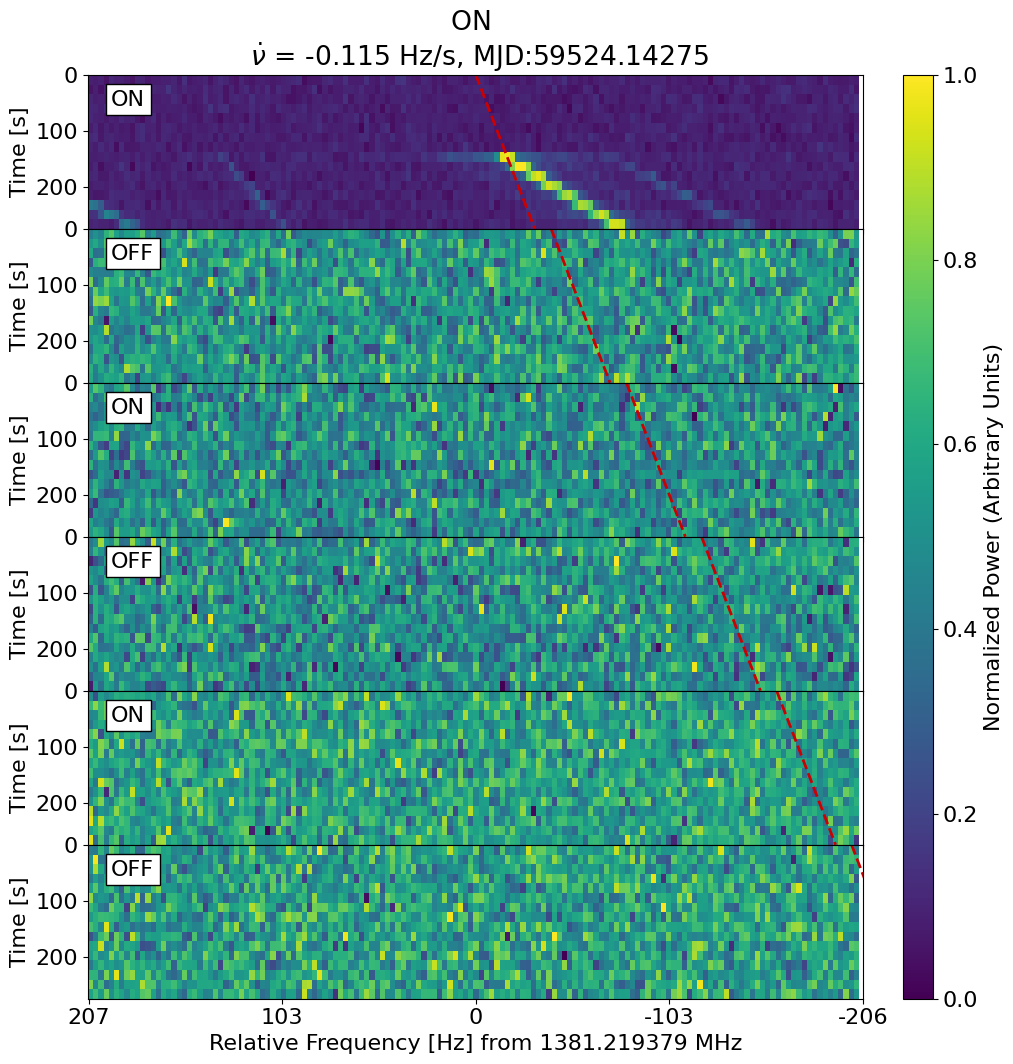 ON
ν̇ = -0.115 Hz/s, MJD:59524.14275
0
100
200
Time [s]
ON
0
100
200
Time [s]
OFF
0
100
200
Time [s]
ON
0
100
200
Time [s]
OFF
0
100
200
Time [s]
ON
0
100
200
Time [s]
OFF
207 103 0 -103 -206
Relative Frequency [Hz] from 1381.219379 MHz
1.0
0.8
0.6
0.4
0.2
0.0
Normalized Power (Arbitrary Units)